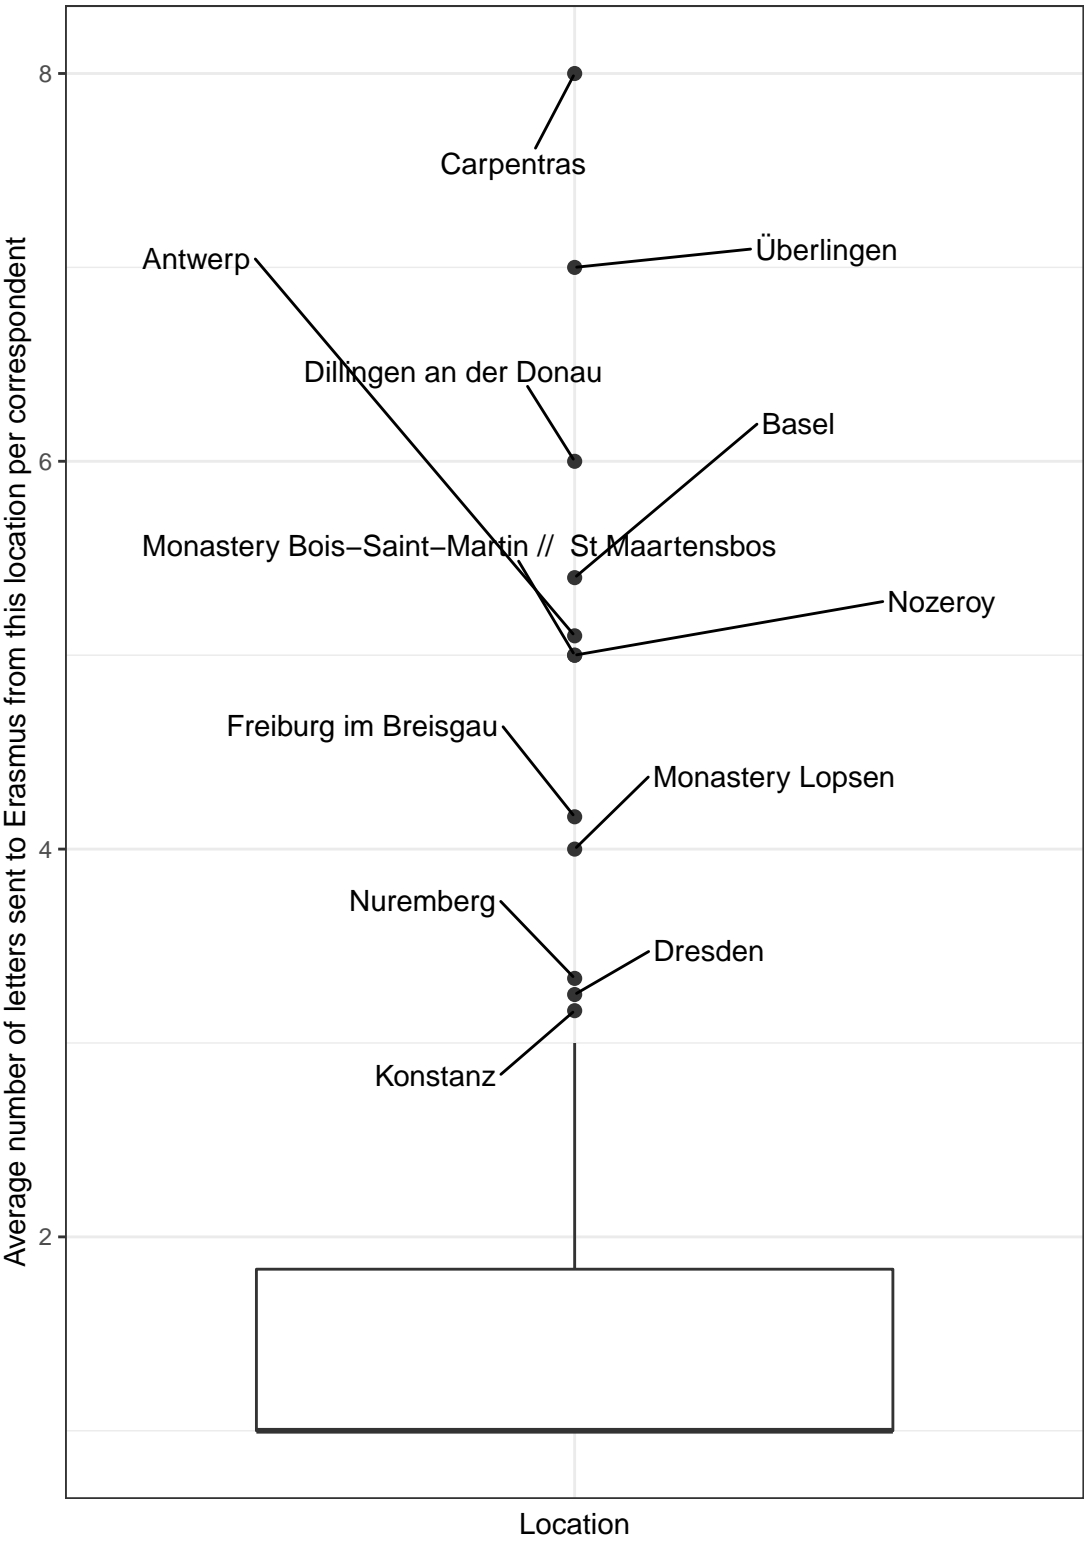 8
Carpentras
Überlingen
Antwerp
Dillingen an der Donau
Basel
6
Monastery Bois−Saint−Martin //  St.Maartensbos
Nozeroy
Freiburg im Breisgau
Monastery Lopsen
4
Nuremberg
Dresden
Konstanz
2
Average number of letters sent to Erasmus from this location per correspondent
Location